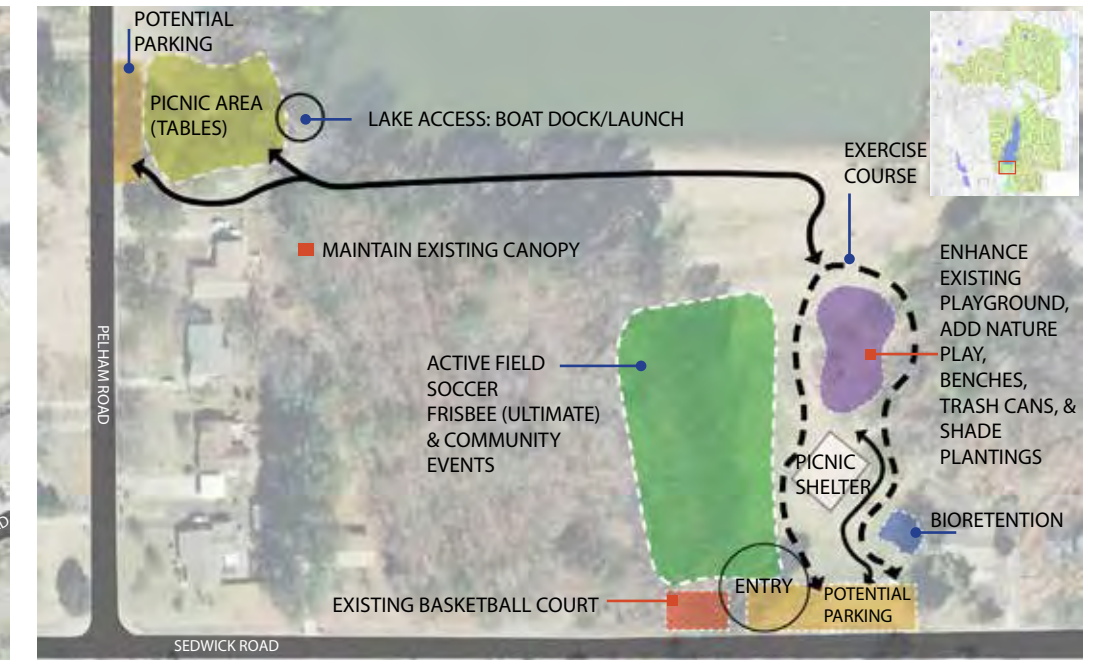 POTENTIAL
PARKING
PICNIC AREA
(TABLES)
LAKE ACCESS: BOAT DOCK/LAUNCH
EXERCISE
COURSE
MAINTAIN EXISTING CANOPY
ENHANCE
EXISTING
PLAYGROUND,
ADD NATURE
PLAY,
BENCHES,
TRASH CANS, &
SHADE
PLANTINGS
PELHAM ROAD
ACTIVE FIELD
SOCCER
FRISBEE (ULTIMATE)
& COMMUNITY
EVENTS
PICNIC
SHELTER
BIORETENTION
D
ENTRY
EXISTING BASKETBALL COURT
POTENTIAL
PARKING
SEDWICK ROAD